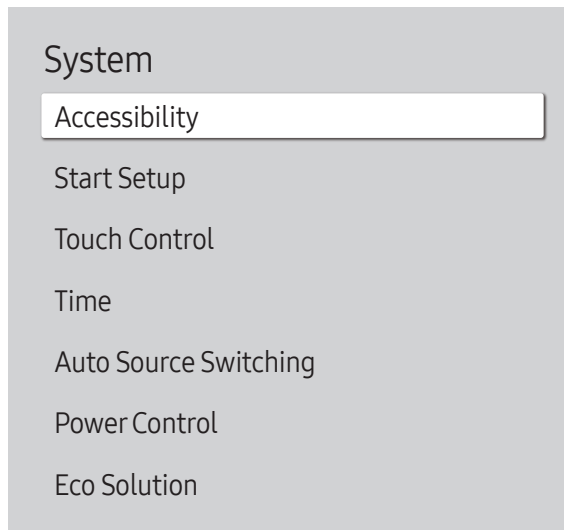 System
Accessibility
Start Setup
Touch Control
Time
Auto Source Switching
Power Control
Eco Solution